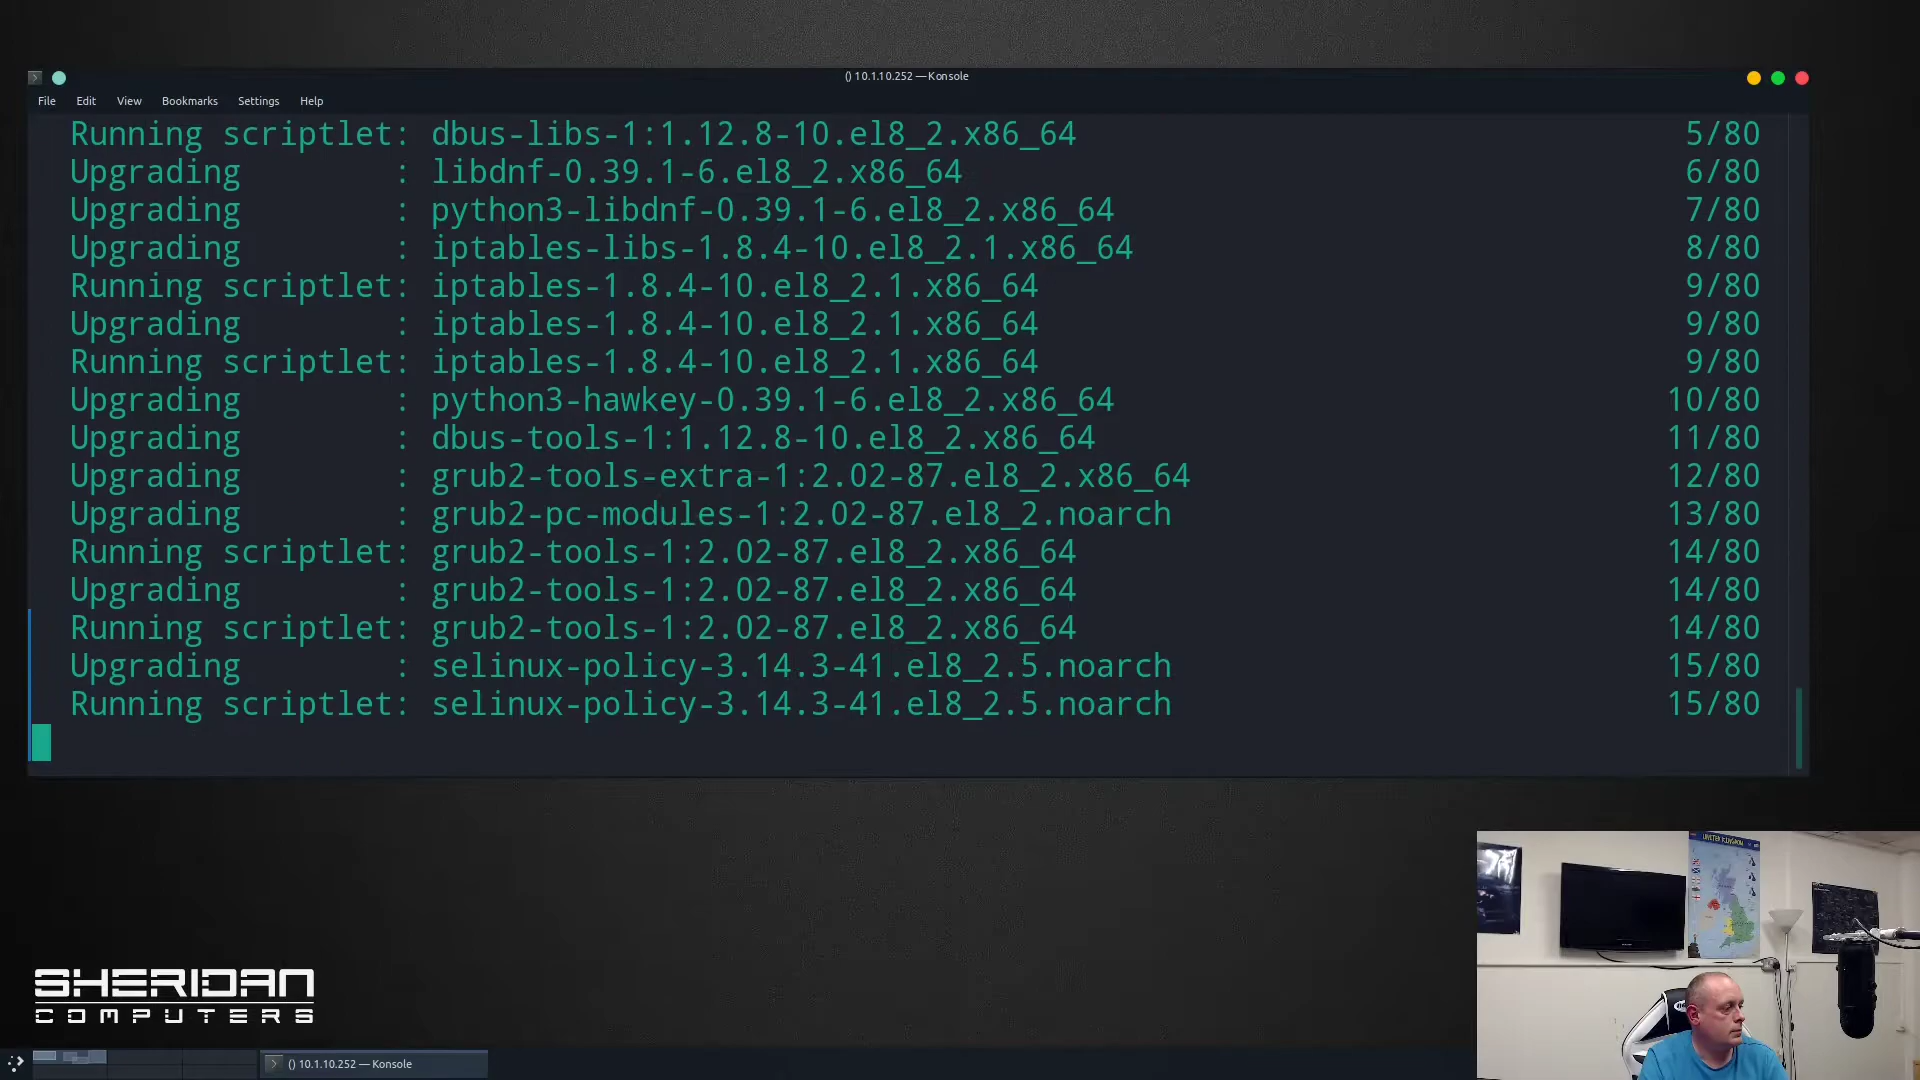 () 10.1.10.252 — Konsole
File Edit View Bookmarks Settings Help
Running scriptlet: dbus-libs-1:1.12.8-10.el8_2.x86_64 5/80
Upgrading : libdnf-0.39.1-6.el8_2.x86_64 6/80
Upgrading : python3-libdnf-0.39.1-6.el8_2.x86_64 7/80
Upgrading : iptables-libs-1.8.4-10.el8_2.1.x86_64 8/80
Running scriptlet: iptables-1.8.4-10.el8_2.1.x86_64 9/80
Upgrading : iptables-1.8.4-10.el8_2.1.x86_64 9/80
Running scriptlet: iptables-1.8.4-10.el8_2.1.x86_64 9/80
Upgrading : python3-hawkey-0.39.1-6.el8_2.x86_64 10/80
Upgrading : dbus-tools-1:1.12.8-10.el8_2.x86_64 11/80
Upgrading : grub2-tools-extra-1:2.02-87.el8_2.x86_64 12/80
Upgrading : grub2-pc-modules-1:2.02-87.el8_2.noarch 13/80
Running scriptlet: grub2-tools-1:2.02-87.el8_2.x86_64 14/80
Upgrading : grub2-tools-1:2.02-87.el8_2.x86_64 14/80
Running scriptlet: grub2-tools-1:2.02-87.el8_2.x86_64 14/80
Upgrading : selinux-policy-3.14.3-41.el8_2.5.noarch 15/80
Running scriptlet: selinux-policy-3.14.3-41.el8_2.5.noarch 15/80
UNITED KINGDOM
SHERIDAN
COMPUTERS
() 10.1.10.252 — Konsole